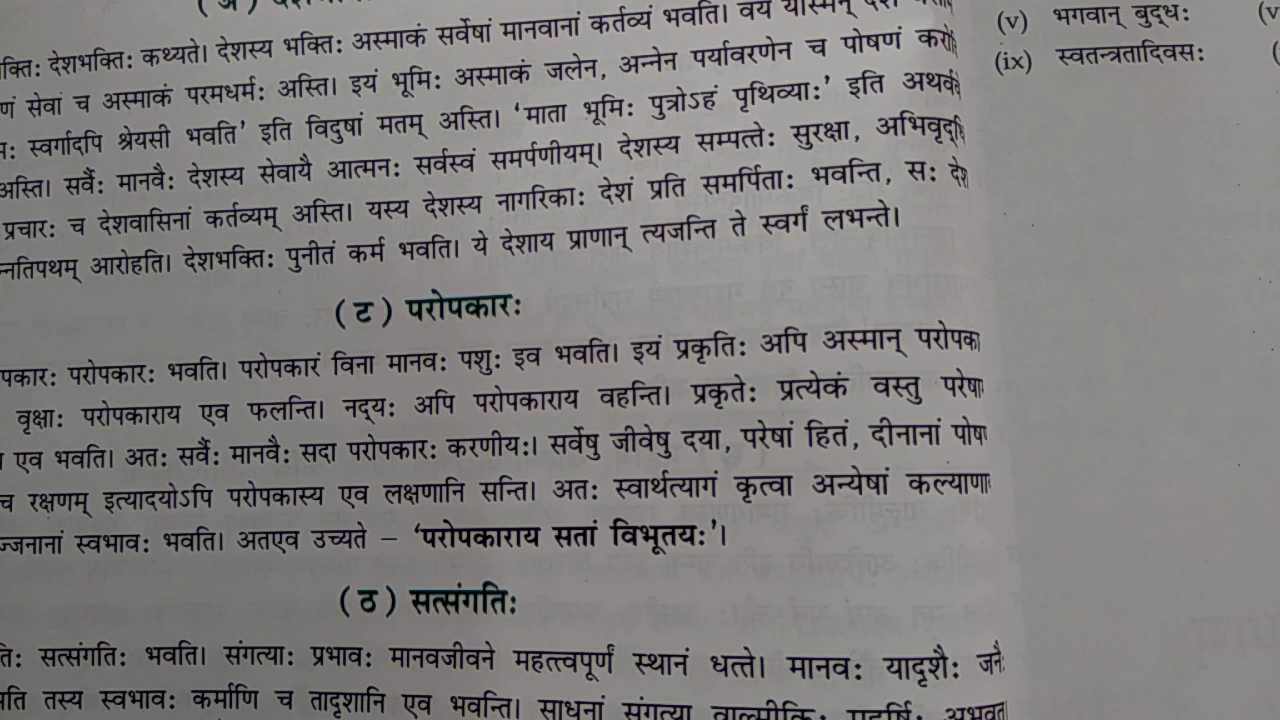 क्तिः देशभक्तिः कथ्यते। देशस्य भक्तिः अस्माकं सर्वेषां मानवानां कर्तव्यं भवति। वयं यस्मिन्
णं सेवां च अस्माकं परमधर्मः अस्ति। इयं भूमिः अस्माकं जलेन, अन्नेन पर्यावरणेन च पोषणं
स्वर्गादपि श्रेयसी भवति’ इति विदुषां मतम् अस्ति। ‘माता भूमिः पुत्रोऽहं पृथिव्याः’ इति
अस्ति। सर्वैः मानवैः देशस्य सेवायै आत्मनः सर्वस्वं समर्पणीयम्। देशस्य सम्पत्तेः सुरक्षा,
प्रचारः च देशवासिनां कर्तव्यम् अस्ति। यस्य देशस्य नागरिकाः देशं प्रति समर्पिताः भवन्ति, सः
न्नतिपथम् आरोहति। देशभक्तिः पुनीतं कर्म भवति। ये देशाय प्राणान् त्यजन्ति ते स्वर्गं लभन्ते।
(ट) परोपकारः
पकारः परोपकारः भवति। परोपकारं विना मानवः पशुः इव भवति। इयं प्रकृतिः अपि अस्मान् परोपका
वृक्षाः परोपकाराय एव फलन्ति। नद्यः अपि परोपकाराय वहन्ति। प्रकृतेः प्रत्येकं वस्तु परेषा
एव भवति। अतः सर्वैः मानवैः सदा परोपकारः करणीयः। सर्वेषु जीवेषु दया, परेषां हितं, दीनानां पोष
च रक्षणम् इत्यादयोऽपि परोपकास्य एव लक्षणानि सन्ति। अतः स्वार्थत्यागं कृत्वा अन्येषां कल्याणा
ज्जनानां स्वभावः भवति। अतएव उच्यते – ‘परोपकाराय सतां विभूतयः’।
(ठ) सत्संगतिः
तिः सत्संगतिः भवति। संगत्याः प्रभावः मानवजीवने महत्त्वपूर्णं स्थानं धत्ते। मानवः यादृशैः
तस्य स्वभावः कर्माणि च तादृशानि एव भवन्ति। साधूनां संगत्या वाल्मीकिः महर्षिः अभवत्
(v) भगवान् बुद्धः
(ix) स्वतन्त्रतादिवसः